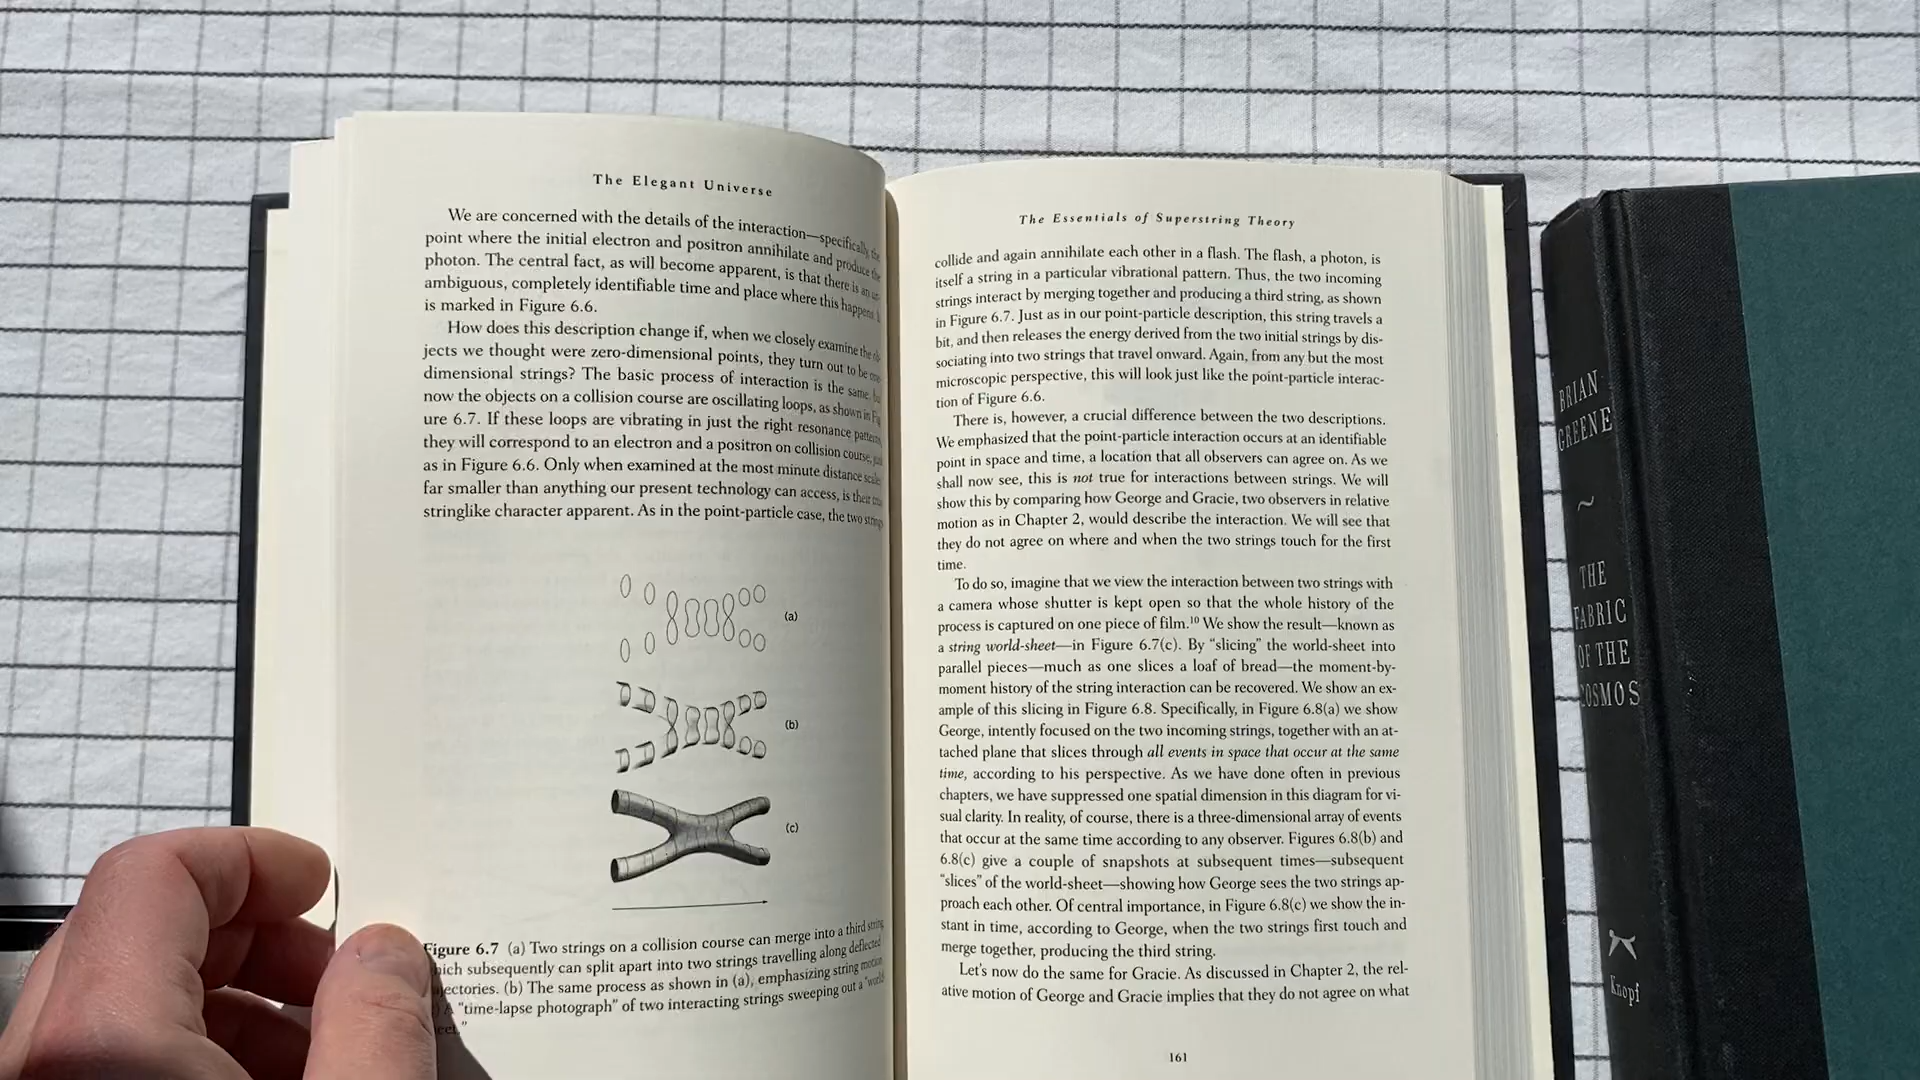 The Elegant Universe
We are concerned with the details of the interaction—specifically, the
point where the initial electron and positron annihilate and produce the
photon. The central fact, as will become apparent, is that there is an un-
ambiguous, completely identifiable time and place where this happens
is marked in Figure 6.6.
How does this description change if, when we closely examine the ob-
jects we thought were zero-dimensional points, they turn out to be one-
dimensional strings? The basic process of interaction is the same, but
now the objects on a collision course are oscillating loops, as shown in Fig
ure 6.7. If these loops are vibrating in just the right resonance patterns,
they will correspond to an electron and a positron on collision course, just
as in Figure 6.6. Only when examined at the most minute distance scales,
far smaller than anything our present technology can access, is their true
stringlike character apparent. As in the point-particle case, the two strings
(a)
(b)
(c)
Figure 6.7 (a) Two strings on a collision course can merge into a third string
which subsequently can split apart into two strings travelling along deflected
jectories. (b) The same process as shown in (a), emphasizing string motion
A “time-lapse photograph” of two interacting strings sweeping out a “world
eet.”
The Essentials of Superstring Theory
collide and again annihilate each other in a flash. The flash, a photon, is
itself a string in a particular vibrational pattern. Thus, the two incoming
strings interact by merging together and producing a third string, as shown
in Figure 6.7. Just as in our point-particle description, this string travels a
bit, and then releases the energy derived from the two initial strings by dis-
sociating into two strings that travel onward. Again, from any but the most
microscopic perspective, this will look just like the point-particle interac-
tion of Figure 6.6.
There is, however, a crucial difference between the two descriptions.
We emphasized that the point-particle interaction occurs at an identifiable
point in space and time, a location that all observers can agree on. As we
shall now see, this is not true for interactions between strings. We will
show this by comparing how George and Gracie, two observers in relative
motion as in Chapter 2, would describe the interaction. We will see that
they do not agree on where and when the two strings touch for the first
time.
To do so, imagine that we view the interaction between two strings with
a camera whose shutter is kept open so that the whole history of the
process is captured on one piece of film.¹⁰ We show the result—known as
a string world-sheet—in Figure 6.7(c). By “slicing” the world-sheet into
parallel pieces—much as one slices a loaf of bread—the moment-by-
moment history of the string interaction can be recovered. We show an ex-
ample of this slicing in Figure 6.8. Specifically, in Figure 6.8(a) we show
George, intently focused on the two incoming strings, together with an at-
tached plane that slices through all events in space that occur at the same
time, according to his perspective. As we have done often in previous
chapters, we have suppressed one spatial dimension in this diagram for vi-
sual clarity. In reality, of course, there is a three-dimensional array of events
that occur at the same time according to any observer. Figures 6.8(b) and
6.8(c) give a couple of snapshots at subsequent times—subsequent
“slices” of the world-sheet—showing how George sees the two strings ap-
proach each other. Of central importance, in Figure 6.8(c) we show the in-
stant in time, according to George, when the two strings first touch and
merge together, producing the third string.
Let’s now do the same for Gracie. As discussed in Chapter 2, the rel-
ative motion of George and Gracie implies that they do not agree on what
161
BRIAN
GREENE
~
THE
FABRIC
OF THE
COSMOS
Knopf